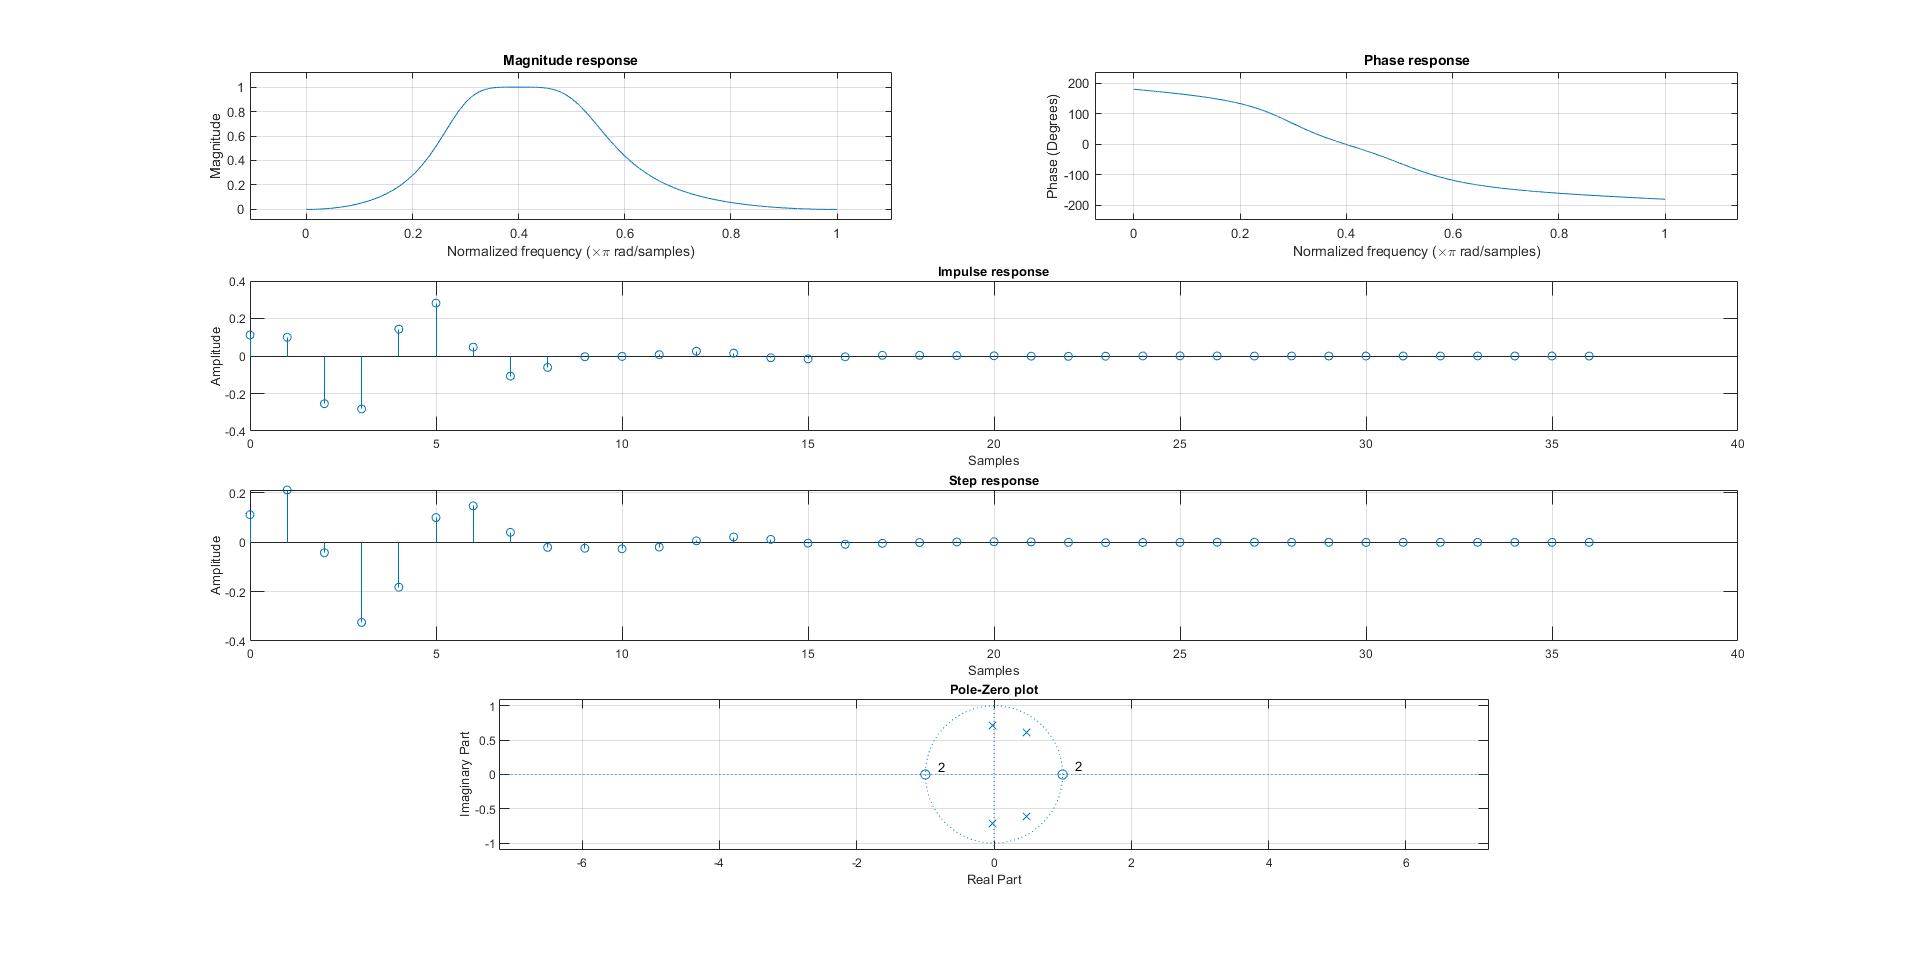 Magnitude response
1
0.8
0.6
0.4
0.2
0
Magnitude
0 0.2 0.4 0.6 0.8 1
Normalized frequency (×π rad/samples)
Phase response
200
100
0
-100
-200
Phase (Degrees)
0 0.2 0.4 0.6 0.8 1
Normalized frequency (×π rad/samples)
Impulse response
0.4
0.2
0
-0.2
-0.4
Amplitude
0 5 10 15 20 25 30 35 40
Samples
Step response
0.2
0
-0.2
-0.4
Amplitude
0 5 10 15 20 25 30 35 40
Samples
Pole-Zero plot
1
0.5
0
-0.5
-1
Imaginary Part
2 2
-6 -4 -2 0 2 4 6
Real Part